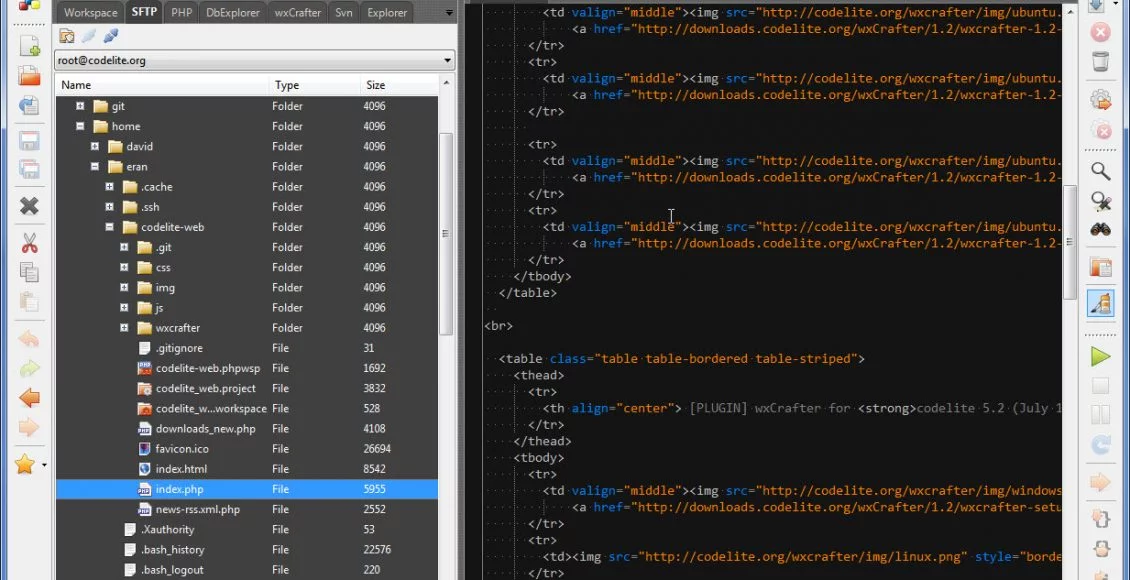 Workspace SFTP PHP DbExplorer wxCrafter Svn Explorer
root@codelite.org
Name Type Size
git Folder 4096
home Folder 4096
david Folder 4096
eran Folder 4096
.cache Folder 4096
.ssh Folder 4096
codelite-web Folder 4096
.git Folder 4096
css Folder 4096
img Folder 4096
js Folder 4096
wxcrafter Folder 4096
.gitignore File 31
codelite-web.phpwsp File 1692
codelite_web.project File 3832
codelite_w...workspace File 528
downloads_new.php File 4108
favicon.ico File 26694
index.html File 8542
index.php File 5955
news-rss.xml.php File 2552
.Xauthority File 53
.bash_history File 22576
.bash_logout File 220
<td valign="middle"><img src="http://codelite.org/wxcrafter/img/ubuntu.
<a href="http://downloads.codelite.org/wxCrafter/1.2/wxcrafter-1.2-
</tr>
<tr>
<td valign="middle"><img src="http://codelite.org/wxcrafter/img/ubuntu.
<a href="http://downloads.codelite.org/wxCrafter/1.2/wxcrafter-1.2-
</tr>
<tr>
<td valign="middle"><img src="http://codelite.org/wxcrafter/img/ubuntu.
<a href="http://downloads.codelite.org/wxCrafter/1.2/wxcrafter-1.2-
</tr>
<tr>
<td valign="middle"><img src="http://codelite.org/wxcrafter/img/ubuntu.
<a href="http://downloads.codelite.org/wxCrafter/1.2/wxcrafter-1.2-
</tr>
</tbody>
</table>
<br>
<table class="table table-bordered table-striped">
<thead>
<tr>
<th align="center"> [PLUGIN] wxCrafter for <strong>codelite 5.2 (July 1
</tr>
</thead>
<tbody>
<tr>
<td valign="middle"><img src="http://codelite.org/wxcrafter/img/windows
<a href="http://downloads.codelite.org/wxCrafter/1.2/wxcrafter-setu
</tr>
<tr>
<td><img src="http://codelite.org/wxcrafter/img/linux.png" style="borde
</tr>